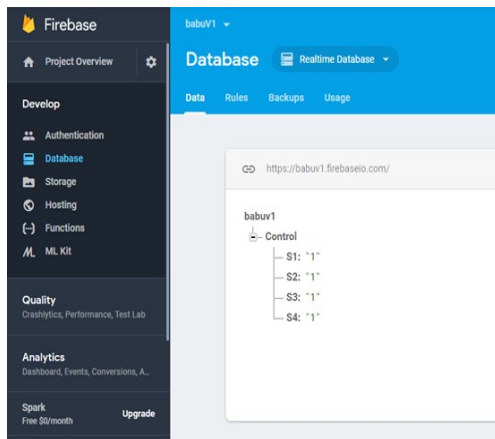 Firebase
Project Overview
Develop
Authentication
Database
Storage
Hosting
Functions
ML Kit
Quality
Crashlytics, Performance, Test Lab
Analytics
Dashboard, Events, Conversions, A...
Spark
Free $0/month
Upgrade
babuV1
Database
Realtime Database
Data Rules Backups Usage
https://babuv1.firebaseio.com/
babuv1
Control
S1: "1"
S2: "1"
S3: "1"
S4: "1"